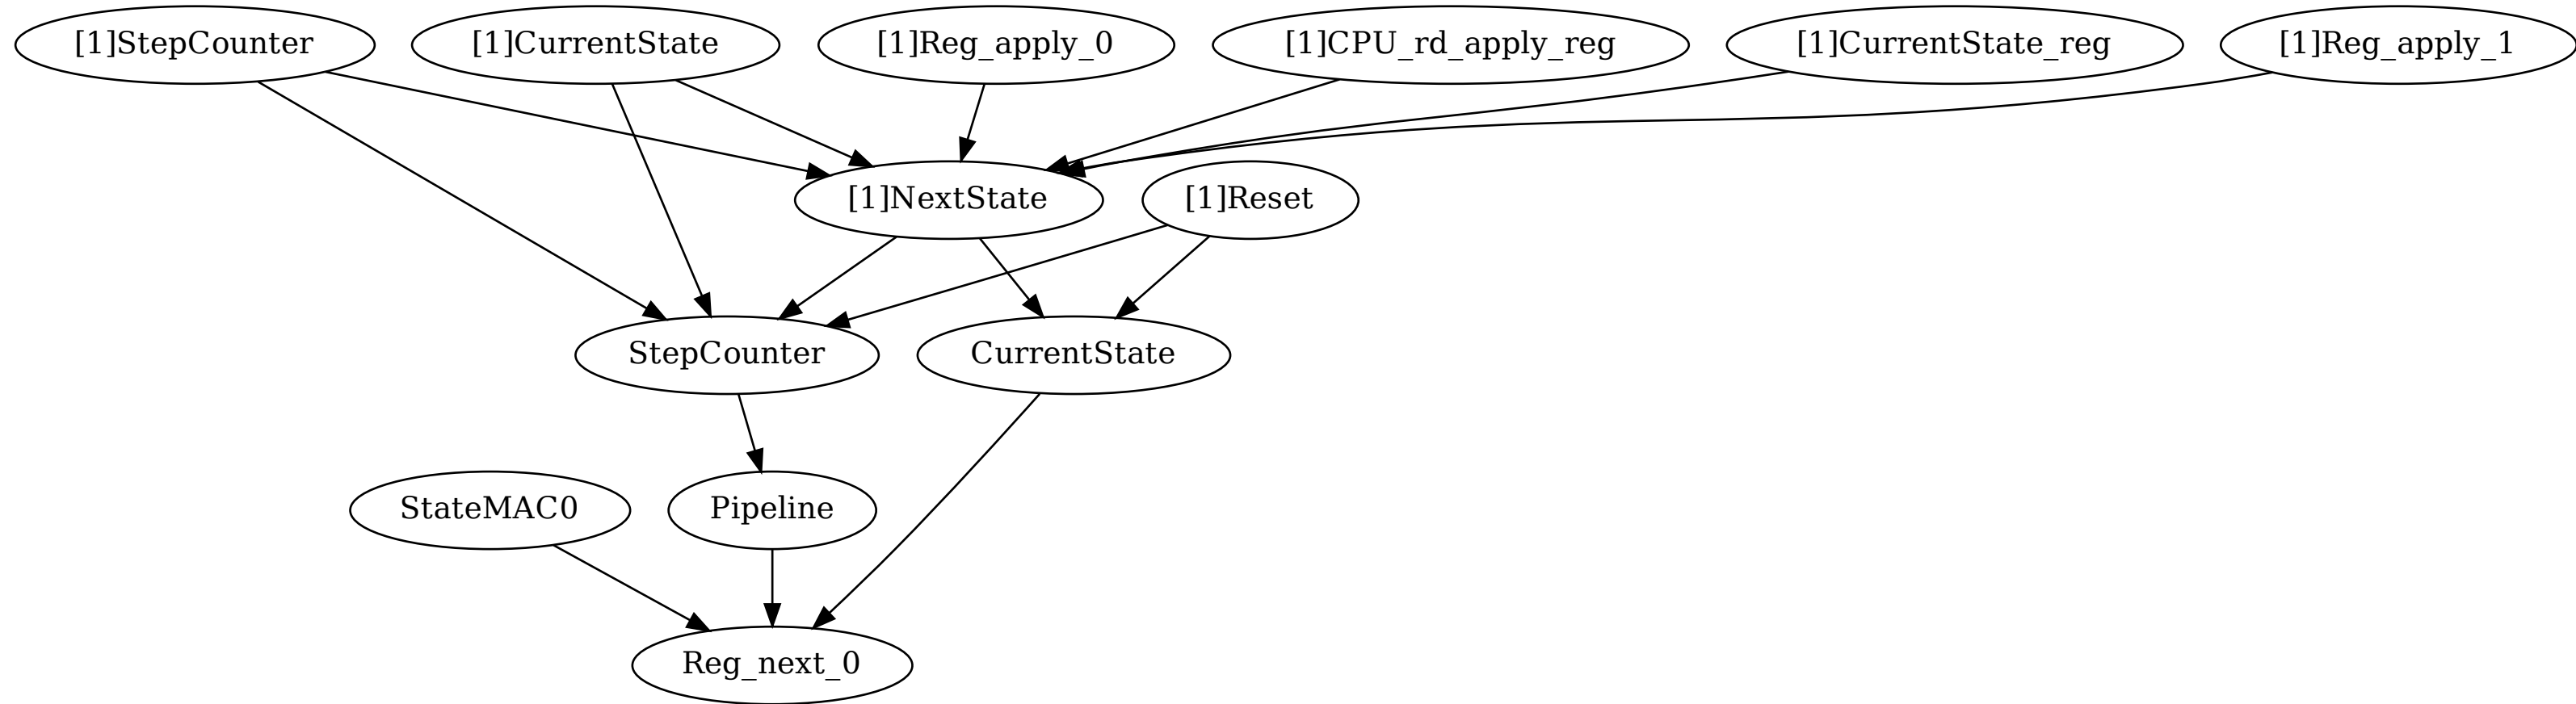 [1]StepCounter
[1]CurrentState
[1]Reg_apply_0
[1]CPU_rd_apply_reg
[1]CurrentState_reg
[1]Reg_apply_1
[1]NextState
[1]Reset
StepCounter
CurrentState
StateMAC0
Pipeline
Reg_next_0